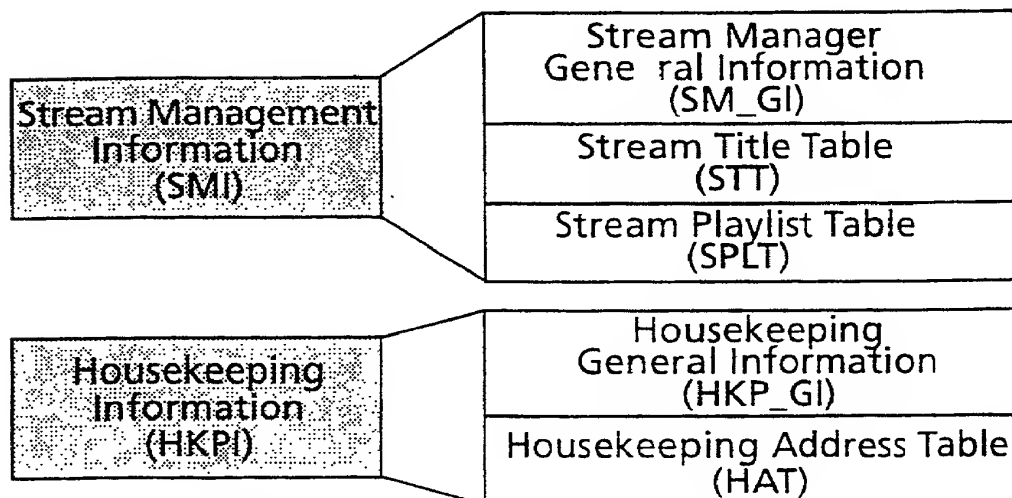 Stream Management
Information
(SMI)
Stream Manager
Gene ral Information
(SM_GI)
Stream Title Table
(STT)
Stream Playlist Table
(SPLT)
Housekeeping
Information
(HKPI)
Housekeeping
General Information
(HKP_GI)
Housekeeping Address Table
(HAT)